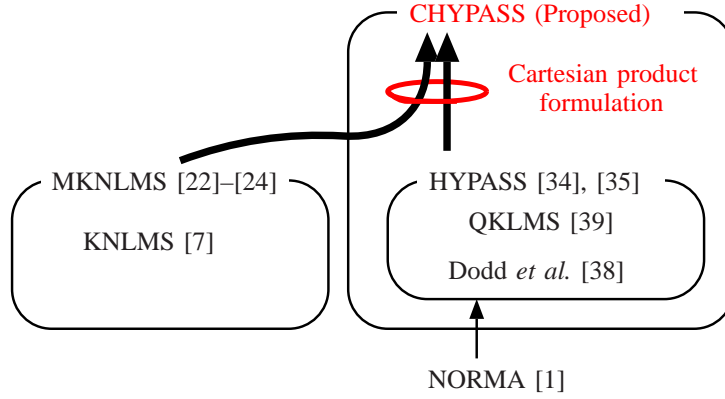 CHYPASS (Proposed)
Cartesian product
formulation
MKNLMS [22]–[24]
KNLMS [7]
HYPASS [34], [35]
QKLMS [39]
Dodd et al. [38]
NORMA [1]